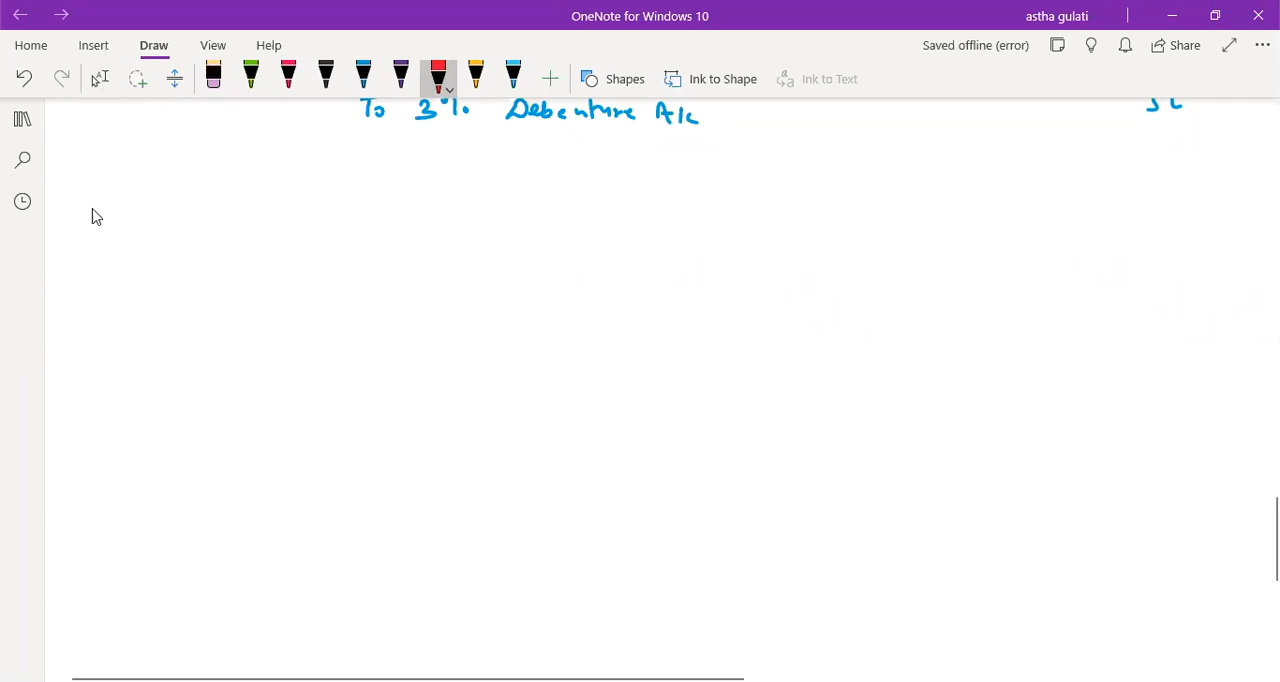 OneNote for Windows 10
astha gulati
Home Insert Draw View Help
Saved offline (error)
Share
Shapes
Ink to Shape
Ink to Text
To 3% Debenture A/c